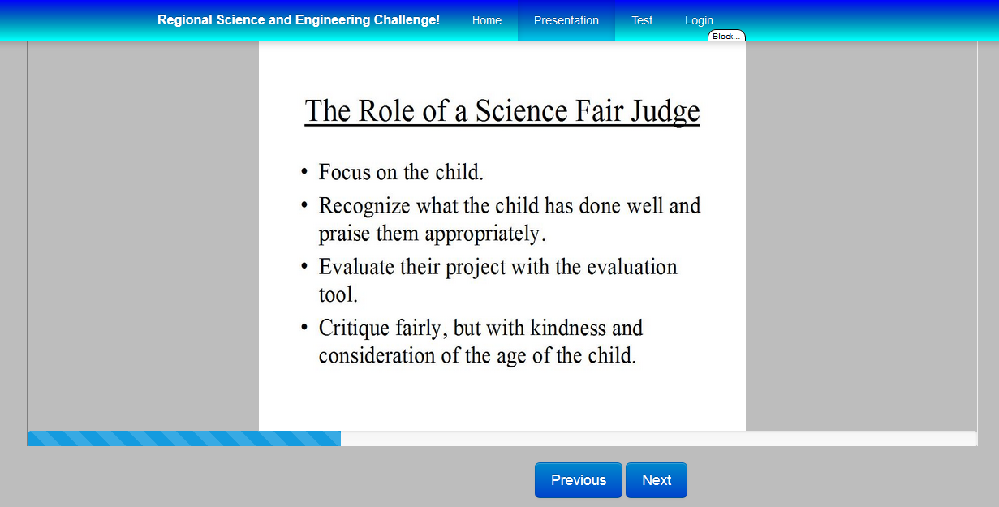 Regional Science and Engineering Challenge! Home Presentation Test Login
Block...
The Role of a Science Fair Judge
• Focus on the child.
• Recognize what the child has done well and
praise them appropriately.
• Evaluate their project with the evaluation
tool.
• Critique fairly, but with kindness and
consideration of the age of the child.
Previous Next